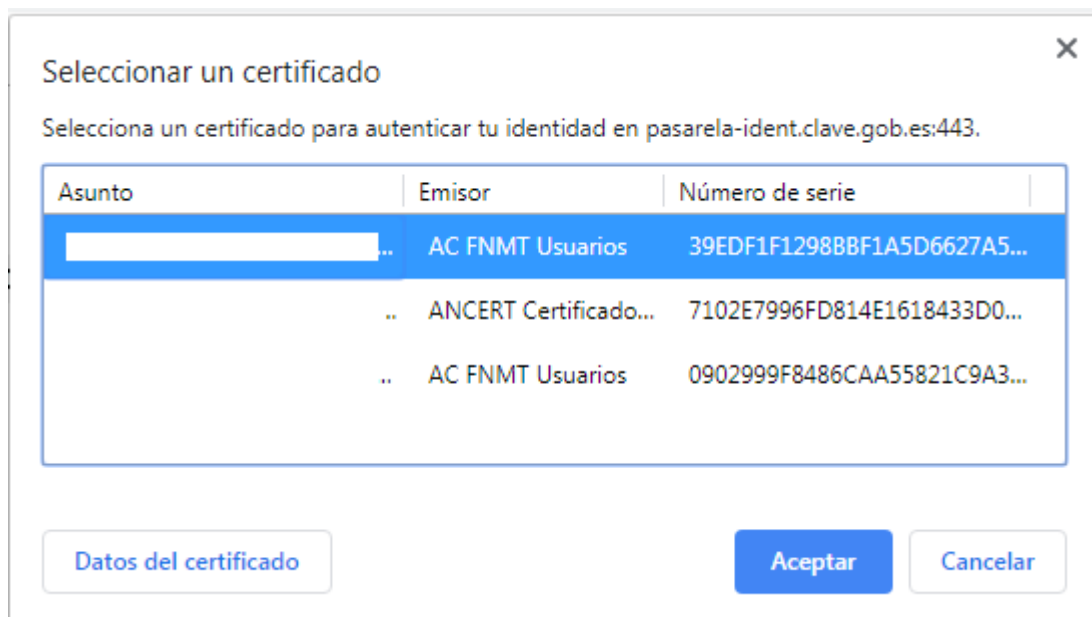 Seleccionar un certificado
Selecciona un certificado para autenticar tu identidad en pasarela-ident.clave.gob.es:443.
Asunto Emisor Número de serie
... AC FNMT Usuarios 39EDF1F1298BBF1A5D6627A5...
.. ANCERT Certificado... 7102E7996FD814E1618433D0...
.. AC FNMT Usuarios 0902999F8486CAA55821C9A3...
Datos del certificado Aceptar Cancelar